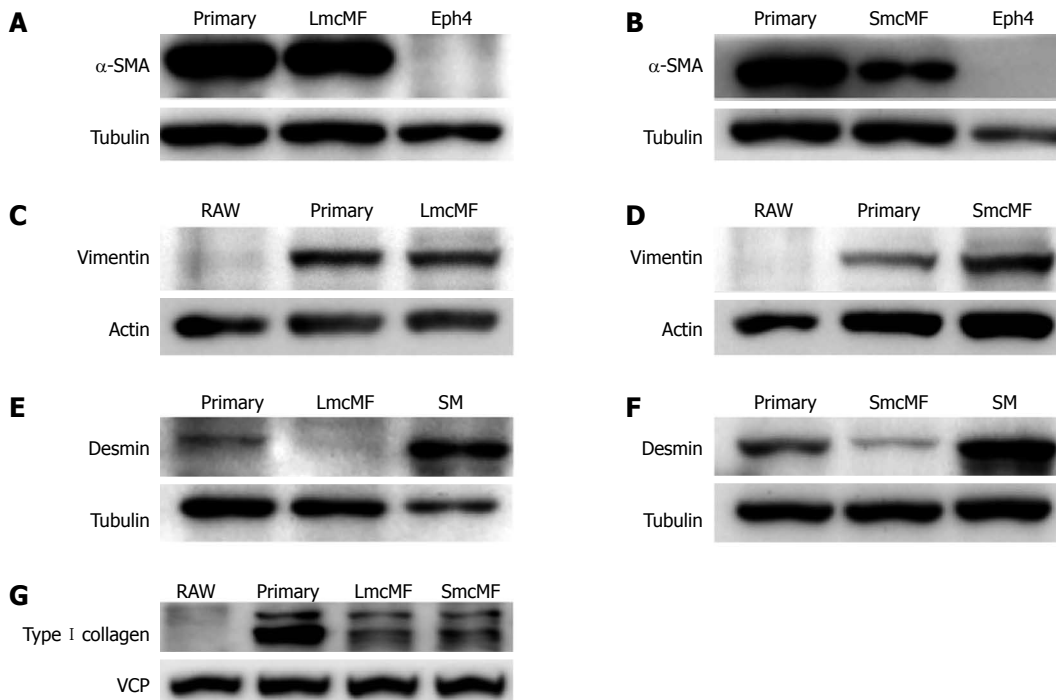 A
Primary LmcMF Eph4
α-SMA
Tubulin
B
Primary SmcMF Eph4
α-SMA
Tubulin
C
RAW Primary LmcMF
Vimentin
Actin
D
RAW Primary SmcMF
Vimentin
Actin
E
Primary LmcMF SM
Desmin
Tubulin
F
Primary SmcMF SM
Desmin
Tubulin
G
RAW Primary LmcMF SmcMF
Type I collagen
VCP